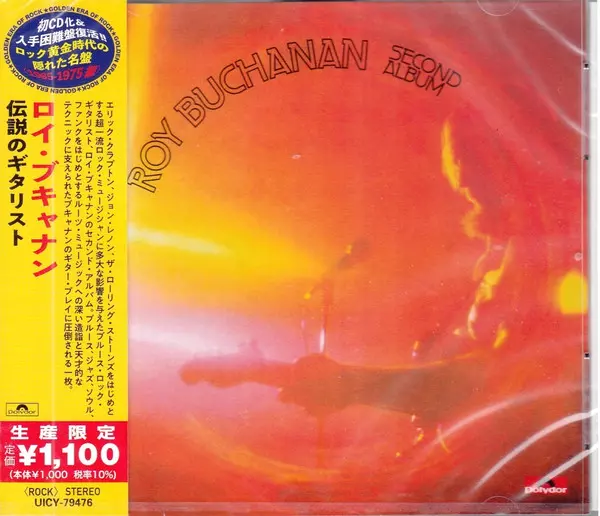 ★GOLDEN ERA OF ROCK★GOLDEN ERA OF ROCK
初CD化&
入手困難盤復活!!
ロック黄金時代の
隠れた名盤
1965-1975
ロイ・ブキャナン
伝説のギタリスト
エリック・クラプトン、ジョン・レノン、ザ・ローリング・ストーンズをはじめと
する超一流ロック・ミュージシャンに多大な影響を与えたブルース・ロック・
ギタリスト、ロイ・ブキャナンのセカンド・アルバム。ブルース、ジャズ、ソウル、
ファンクをはじめとするルーツ・ミュージックへの深い造詣と天才的な
テクニックに支えられたブキャナンのギター・プレイに圧倒される一枚。
Polydor
生産限定
定価¥1,100
(本体¥1,000 税率10%)
〈ROCK〉 STEREO
UICY-79476
ROY BUCHANAN
SECOND
ALBUM
Polydor